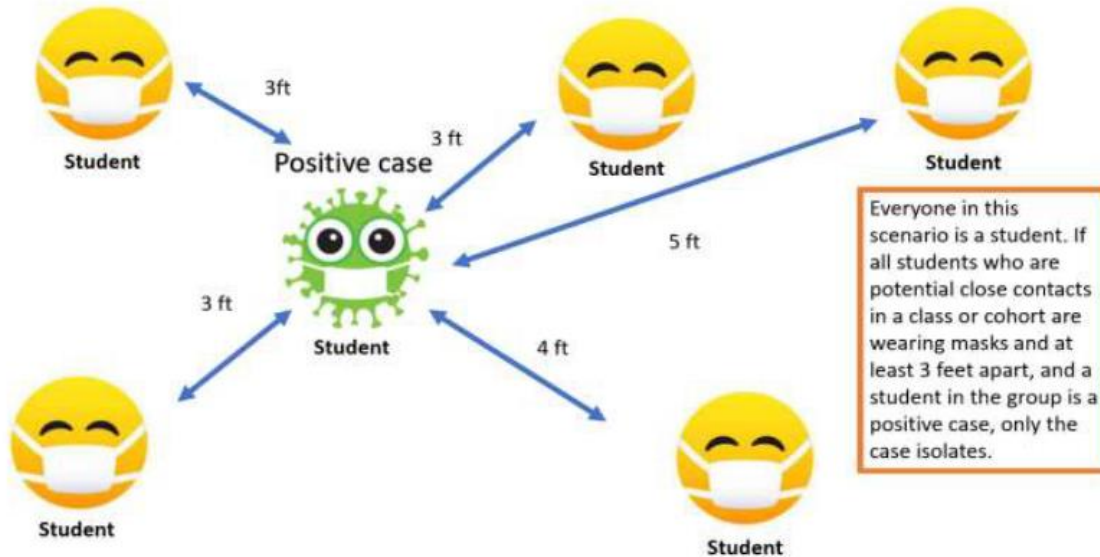 3ft
Student
Positive case
3 ft
Student
Student
5 ft
3 ft
Student
4 ft
Everyone in this
scenario is a student. If
all students who are
potential close contacts
in a class or cohort are
wearing masks and at
least 3 feet apart, and a
student in the group is a
positive case, only the
case isolates.
Student
Student